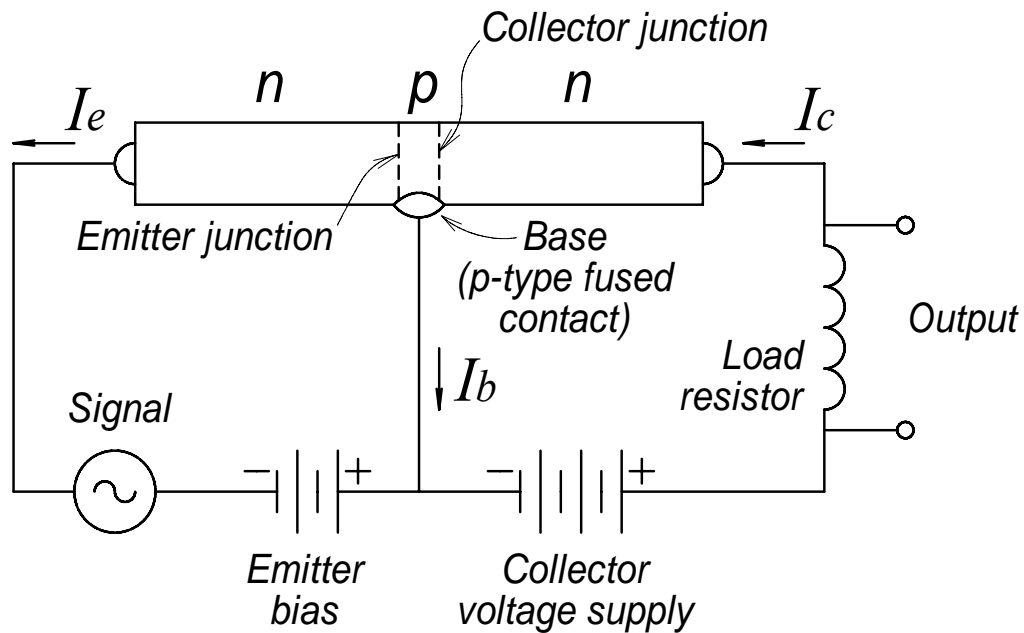 Collector junction
n
p
n
Ie
Ic
Emitter junction
Base
(p-type fused
contact)
Output
Load
resistor
Ib
Signal
− +
− +
Emitter
bias
Collector
voltage supply